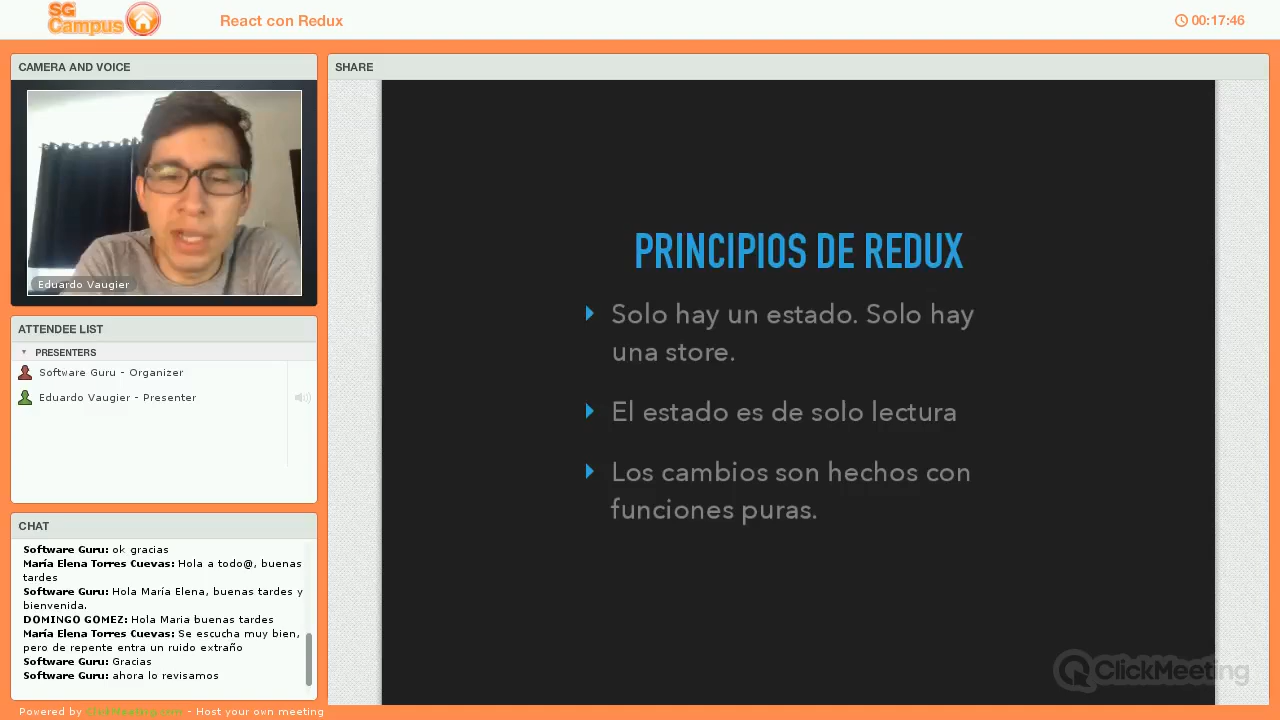 SG
Campus
React con Redux
00:17:46
CAMERA AND VOICE
Eduardo Vaugier
ATTENDEE LIST
PRESENTERS
Software Guru - Organizer
Eduardo Vaugier - Presenter
CHAT
Software Guru: ok gracias
María Elena Torres Cuevas: Hola a todo@, buenas
tardes
Software Guru: Hola María Elena, buenas tardes y
bienvenida.
DOMINGO GOMEZ: Hola Maria buenas tardes
María Elena Torres Cuevas: Se escucha muy bien,
pero de repente entra un ruido extraño
Software Guru: Gracias
Software Guru: ahora lo revisamos
Powered by ClickMeeting.com - Host your own meeting
SHARE
PRINCIPIOS DE REDUX
Solo hay un estado. Solo hay
una store.
El estado es de solo lectura
Los cambios son hechos con
funciones puras.
ClickMeeting